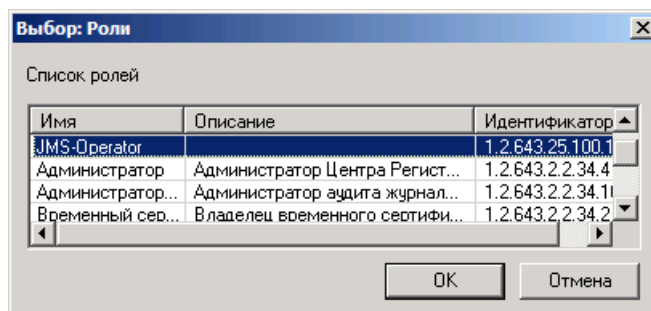 Выбор: Роли
Список ролей
Имя Описание Идентификатор
JMS-Operator 1.2.643.25.100.1
Администратор Администратор Центра Регист... 1.2.643.2.2.34.4
Администратор... Администратор аудита журнал... 1.2.643.2.2.34.1
Временный сер... Владелец временного сертифи... 1.2.643.2.2.34.2
OK Отмена